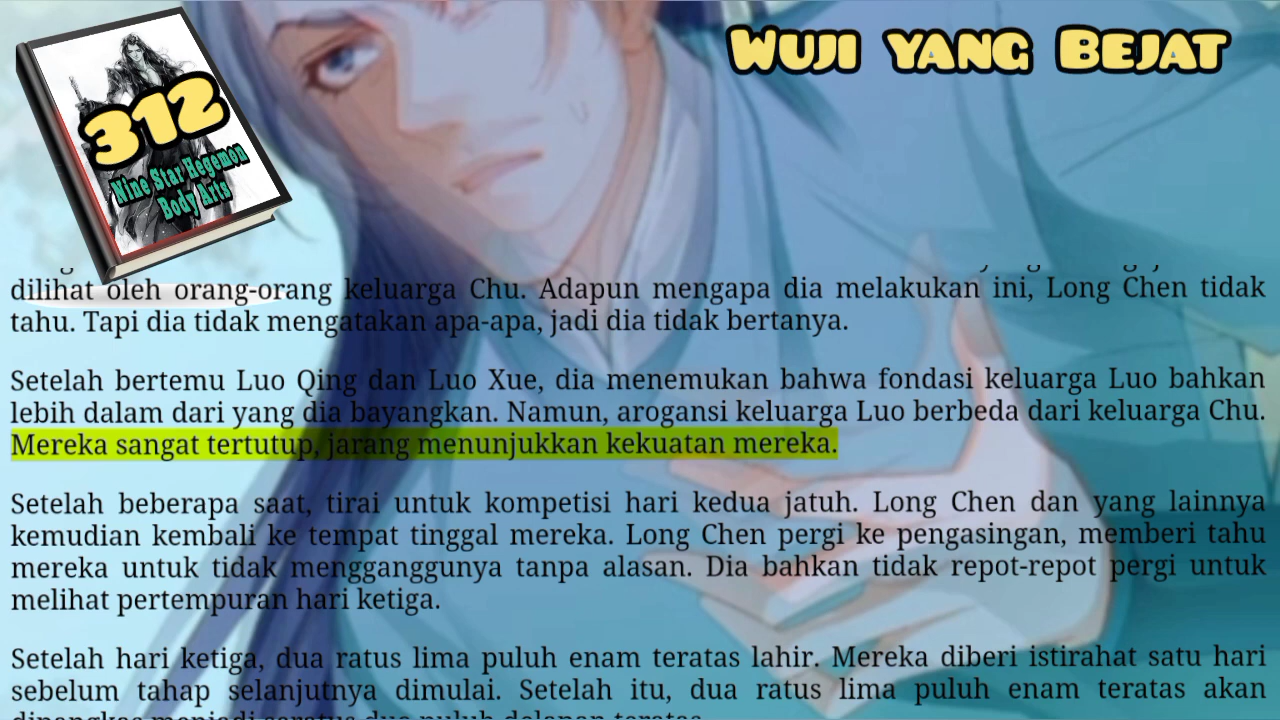 Wuji yang Bejat
312
Nine Star Hegemon
Body Arts
dilihat oleh orang-orang keluarga Chu. Adapun mengapa dia melakukan ini, Long Chen tidak
tahu. Tapi dia tidak mengatakan apa-apa, jadi dia tidak bertanya.
Setelah bertemu Luo Qing dan Luo Xue, dia menemukan bahwa fondasi keluarga Luo bahkan
lebih dalam dari yang dia bayangkan. Namun, arogansi keluarga Luo berbeda dari keluarga Chu.
Mereka sangat tertutup, jarang menunjukkan kekuatan mereka.
Setelah beberapa saat, tirai untuk kompetisi hari kedua jatuh. Long Chen dan yang lainnya
kemudian kembali ke tempat tinggal mereka. Long Chen pergi ke pengasingan, memberi tahu
mereka untuk tidak mengganggunya tanpa alasan. Dia bahkan tidak repot-repot pergi untuk
melihat pertempuran hari ketiga.
Setelah hari ketiga, dua ratus lima puluh enam teratas lahir. Mereka diberi istirahat satu hari
sebelum tahap selanjutnya dimulai. Setelah itu, dua ratus lima puluh enam teratas akan
dipangkas menjadi seratus dua puluh delapan teratas.